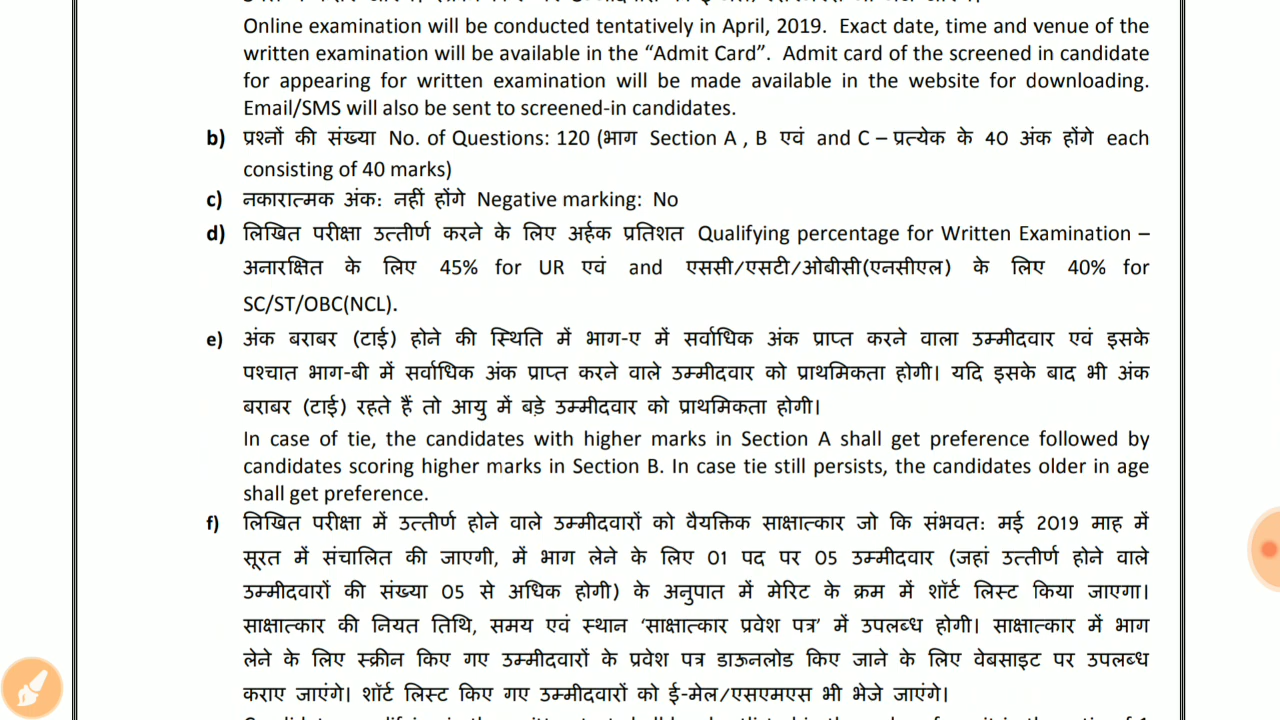 Online examination will be conducted tentatively in April, 2019. Exact date, time and venue of the
written examination will be available in the “Admit Card”. Admit card of the screened in candidate
for appearing for written examination will be made available in the website for downloading.
Email/SMS will also be sent to screened-in candidates.
b) प्रश्नों की संख्या No. of Questions: 120 (भाग Section A , B एवं and C – प्रत्येक के 40 अंक होंगे each
consisting of 40 marks)
c) नकारात्मक अंक: नहीं होंगे Negative marking: No
d) लिखित परीक्षा उत्तीर्ण करने के लिए अर्हक प्रतिशत Qualifying percentage for Written Examination –
अनारक्षित के लिए 45% for UR एवं and एससी/एसटी/ओबीसी(एनसीएल) के लिए 40% for
SC/ST/OBC(NCL).
e) अंक बराबर (टाई) होने की स्थिति में भाग-ए में सर्वाधिक अंक प्राप्त करने वाला उम्मीदवार एवं इसके
पश्चात भाग-बी में सर्वाधिक अंक प्राप्त करने वाले उम्मीदवार को प्राथमिकता होगी। यदि इसके बाद भी अंक
बराबर (टाई) रहते हैं तो आयु में बड़े उम्मीदवार को प्राथमिकता होगी।
In case of tie, the candidates with higher marks in Section A shall get preference followed by
candidates scoring higher marks in Section B. In case tie still persists, the candidates older in age
shall get preference.
f) लिखित परीक्षा में उत्तीर्ण होने वाले उम्मीदवारों को वैयक्तिक साक्षात्कार जो कि संभवत: मई 2019 माह में
सूरत में संचालित की जाएगी, में भाग लेने के लिए 01 पद पर 05 उम्मीदवार (जहां उत्तीर्ण होने वाले
उम्मीदवारों की संख्या 05 से अधिक होगी) के अनुपात में मेरिट के क्रम में शॉर्ट लिस्ट किया जाएगा।
साक्षात्कार की नियत तिथि, समय एवं स्थान ‘साक्षात्कार प्रवेश पत्र’ में उपलब्ध होगी। साक्षात्कार में भाग
लेने के लिए स्क्रीन किए गए उम्मीदवारों के प्रवेश पत्र डाऊनलोड किए जाने के लिए वेबसाइट पर उपलब्ध
कराए जाएंगे। शॉर्ट लिस्ट किए गए उम्मीदवारों को ई-मेल/एसएमएस भी भेजे जाएंगे।